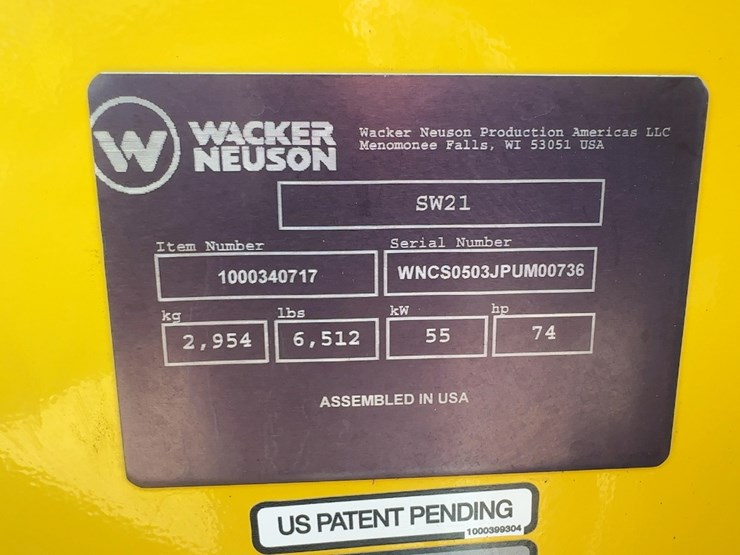 W
WACKER
NEUSON
Wacker Neuson Production Americas LLC
Menomonee Falls, WI 53051 USA
SW21
Item Number
Serial Number
1000340717
WNCS0503JPUM00736
kg
lbs
kW
hp
2,954
6,512
55
74
ASSEMBLED IN USA
US PATENT PENDING
1000399304